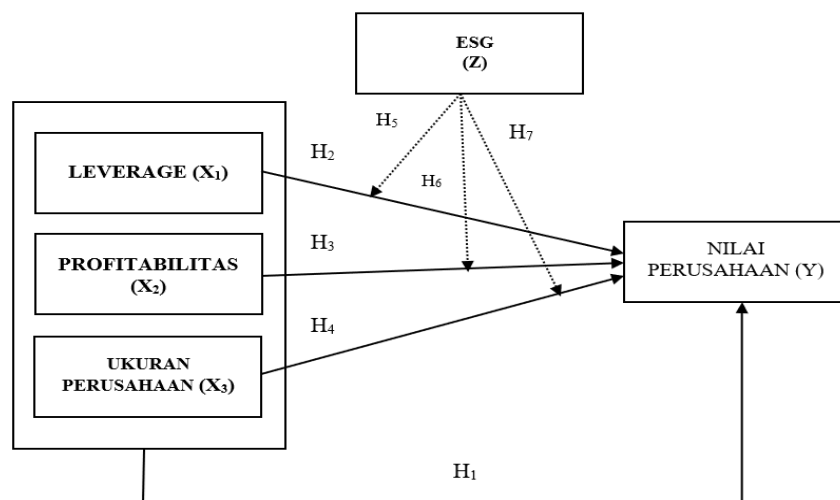 ESG
(Z)
H₅
H₇
H₂
LEVERAGE (X₁)
H₆
H₃
PROFITABILITAS
(X₂)
NILAI
PERUSAHAAN (Y)
H₄
UKURAN
PERUSAHAAN (X₃)
H₁